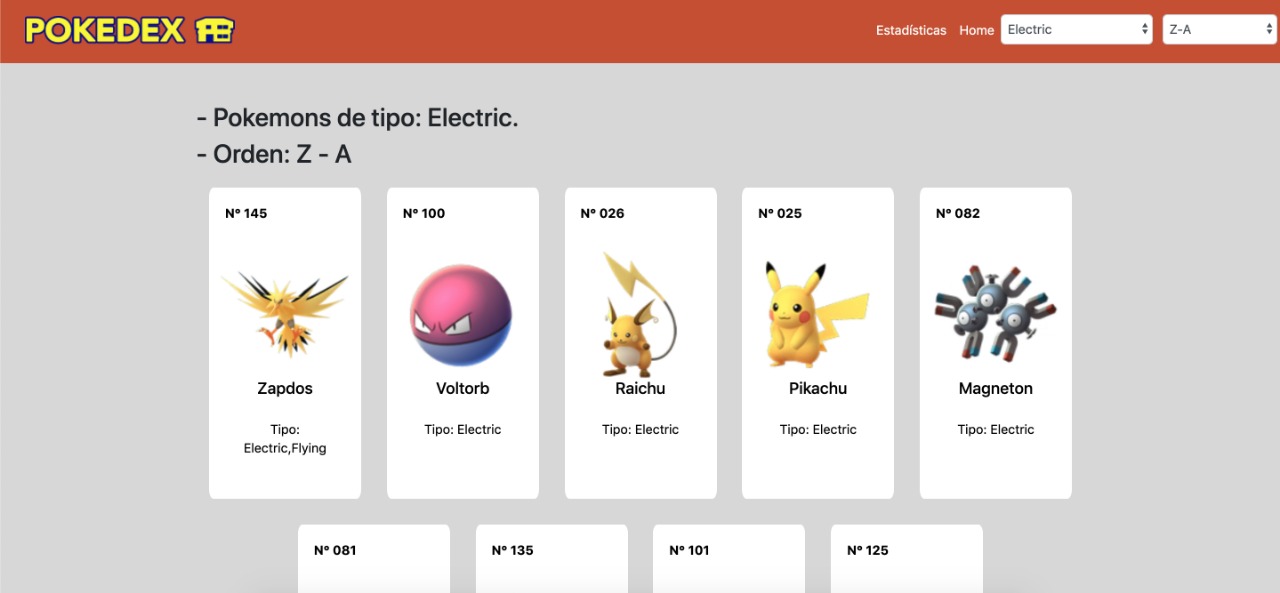 POKEDEX
Estadísticas Home Electric Z-A
- Pokemons de tipo: Electric.
- Orden: Z - A
Nº 145
Zapdos
Tipo:
Electric,Flying
Nº 100
Voltorb
Tipo: Electric
Nº 026
Raichu
Tipo: Electric
Nº 025
Pikachu
Tipo: Electric
Nº 082
Magneton
Tipo: Electric
Nº 081
Nº 135
Nº 101
Nº 125